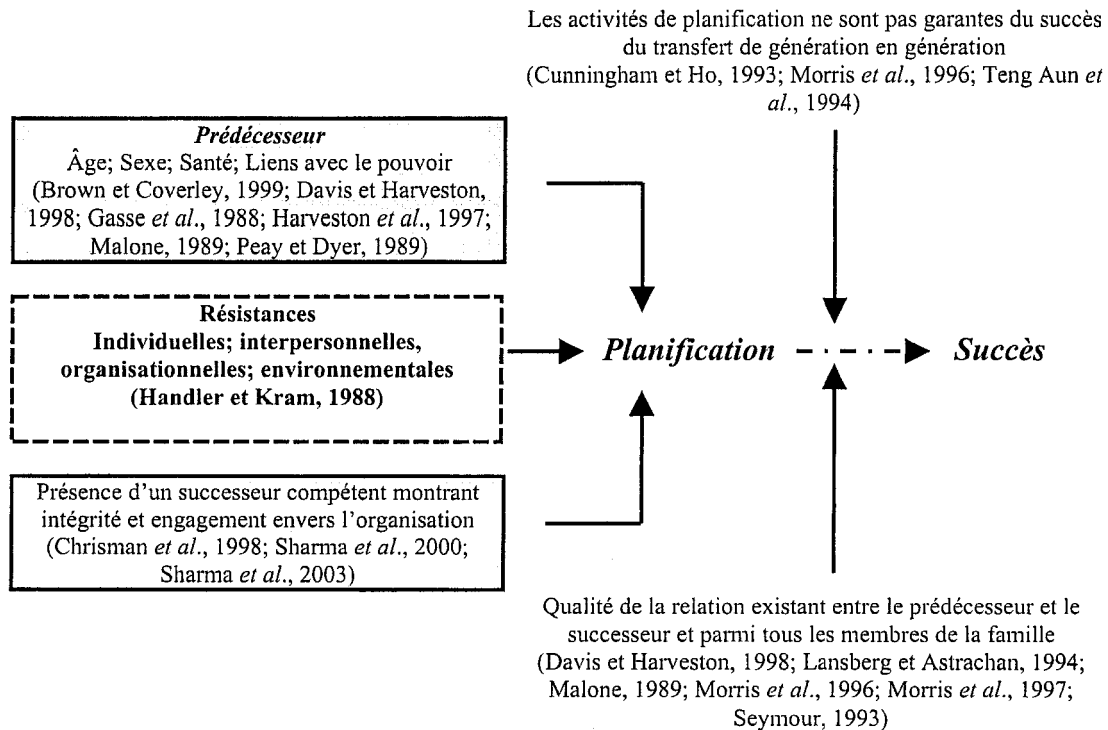 Les activités de planification ne sont pas garantes du succès
du transfert de génération en génération
(Cunningham et Ho, 1993; Morris et al., 1996; Teng Aun et
al., 1994)
Prédécesseur
Âge; Sexe; Santé; Liens avec le pouvoir
(Brown et Coverley, 1999; Davis et Harveston,
1998; Gasse et al., 1988; Harveston et al., 1997;
Malone, 1989; Peay et Dyer, 1989)
Résistances
Individuelles; interpersonnelles,
organisationnelles; environnementales
(Handler et Kram, 1988)
Planification
Succès
Présence d'un successeur compétent montrant
intégrité et engagement envers l'organisation
(Chrisman et al., 1998; Sharma et al., 2000;
Sharma et al., 2003)
Qualité de la relation existant entre le prédécesseur et le
successeur et parmi tous les membres de la famille
(Davis et Harveston, 1998; Lansberg et Astrachan, 1994;
Malone, 1989; Morris et al., 1996; Morris et al., 1997;
Seymour, 1993)